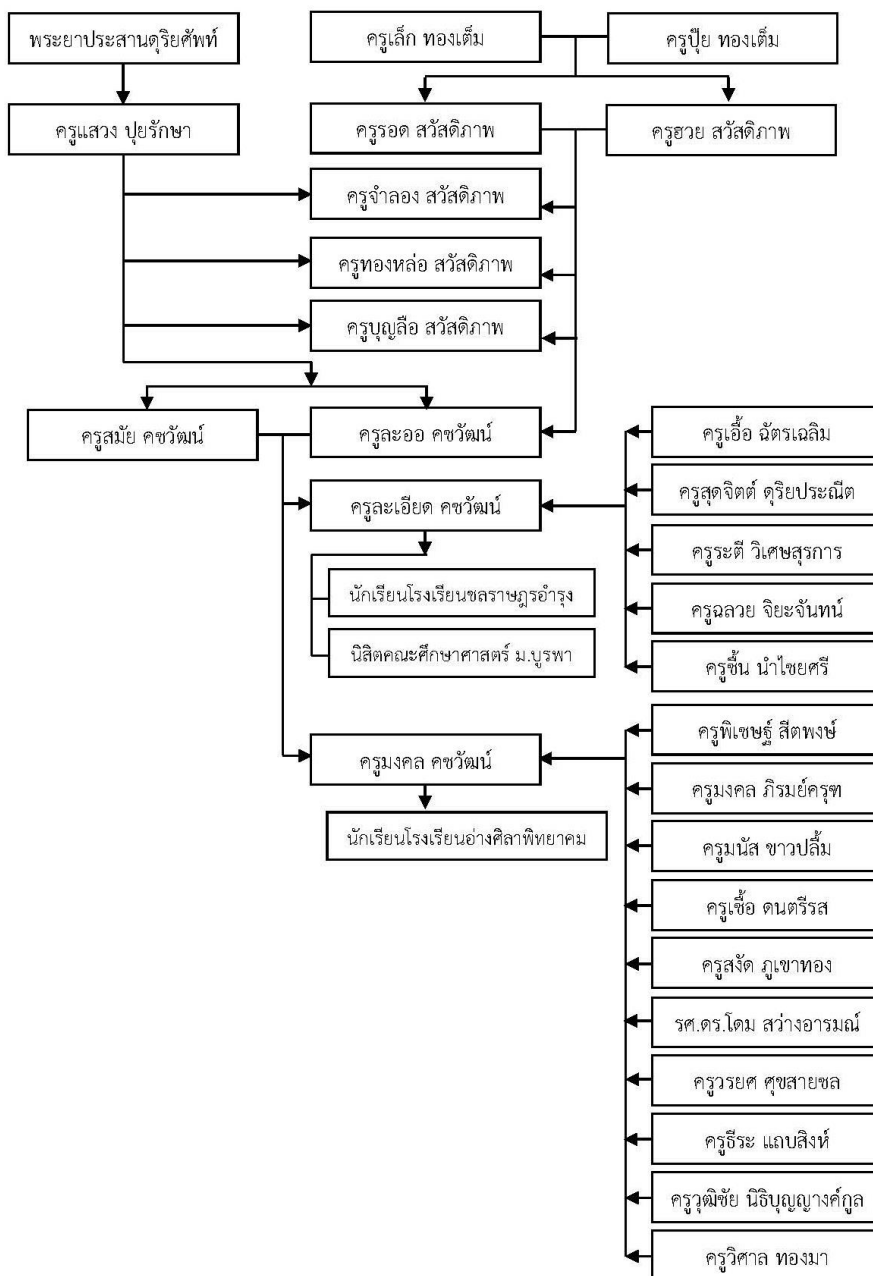 พระยาประสานดุริยศัพท์
ครูเล็ก ทองเต็ม
ครูปุ๊ย ทองเต็ม
ครูแสวง ปุยรักษา
ครูรอด สวัสดิภาพ
ครูฮวย สวัสดิภาพ
ครูจำลอง สวัสดิภาพ
ครูทองหล่อ สวัสดิภาพ
ครูบุญลือ สวัสดิภาพ
ครูสมัย คชวัฒน์
ครูละออ คชวัฒน์
ครูละเอียด คชวัฒน์
นักเรียนโรงเรียนชลราษฎรอำรุง
นิสิตคณะศึกษาศาสตร์ ม.บูรพา
ครูเอื้อ ฉัตรเฉลิม
ครูสุดจิตต์ ดุริยประณีต
ครูระตี วิเศษสุรการ
ครูฉลวย จิยะจันทน์
ครูชื้น นำไชยศรี
ครูมงคล คชวัฒน์
นักเรียนโรงเรียนอ่างศิลาพิทยาคม
ครูพิเชษฐ์ สีตพงษ์
ครูมงคล ภิรมย์ครุฑ
ครูมนัส ขาวปลื้ม
ครูเชื้อ ดนตรีรส
ครูสงัด ภูเขาทอง
รศ.ดร.โดม สว่างอารมณ์
ครูวรยศ ศุขสายชล
ครูธีระ แถบสิงห์
ครูวุฒิชัย นิธิบุญญางค์กูล
ครูวิศาล ทองมา